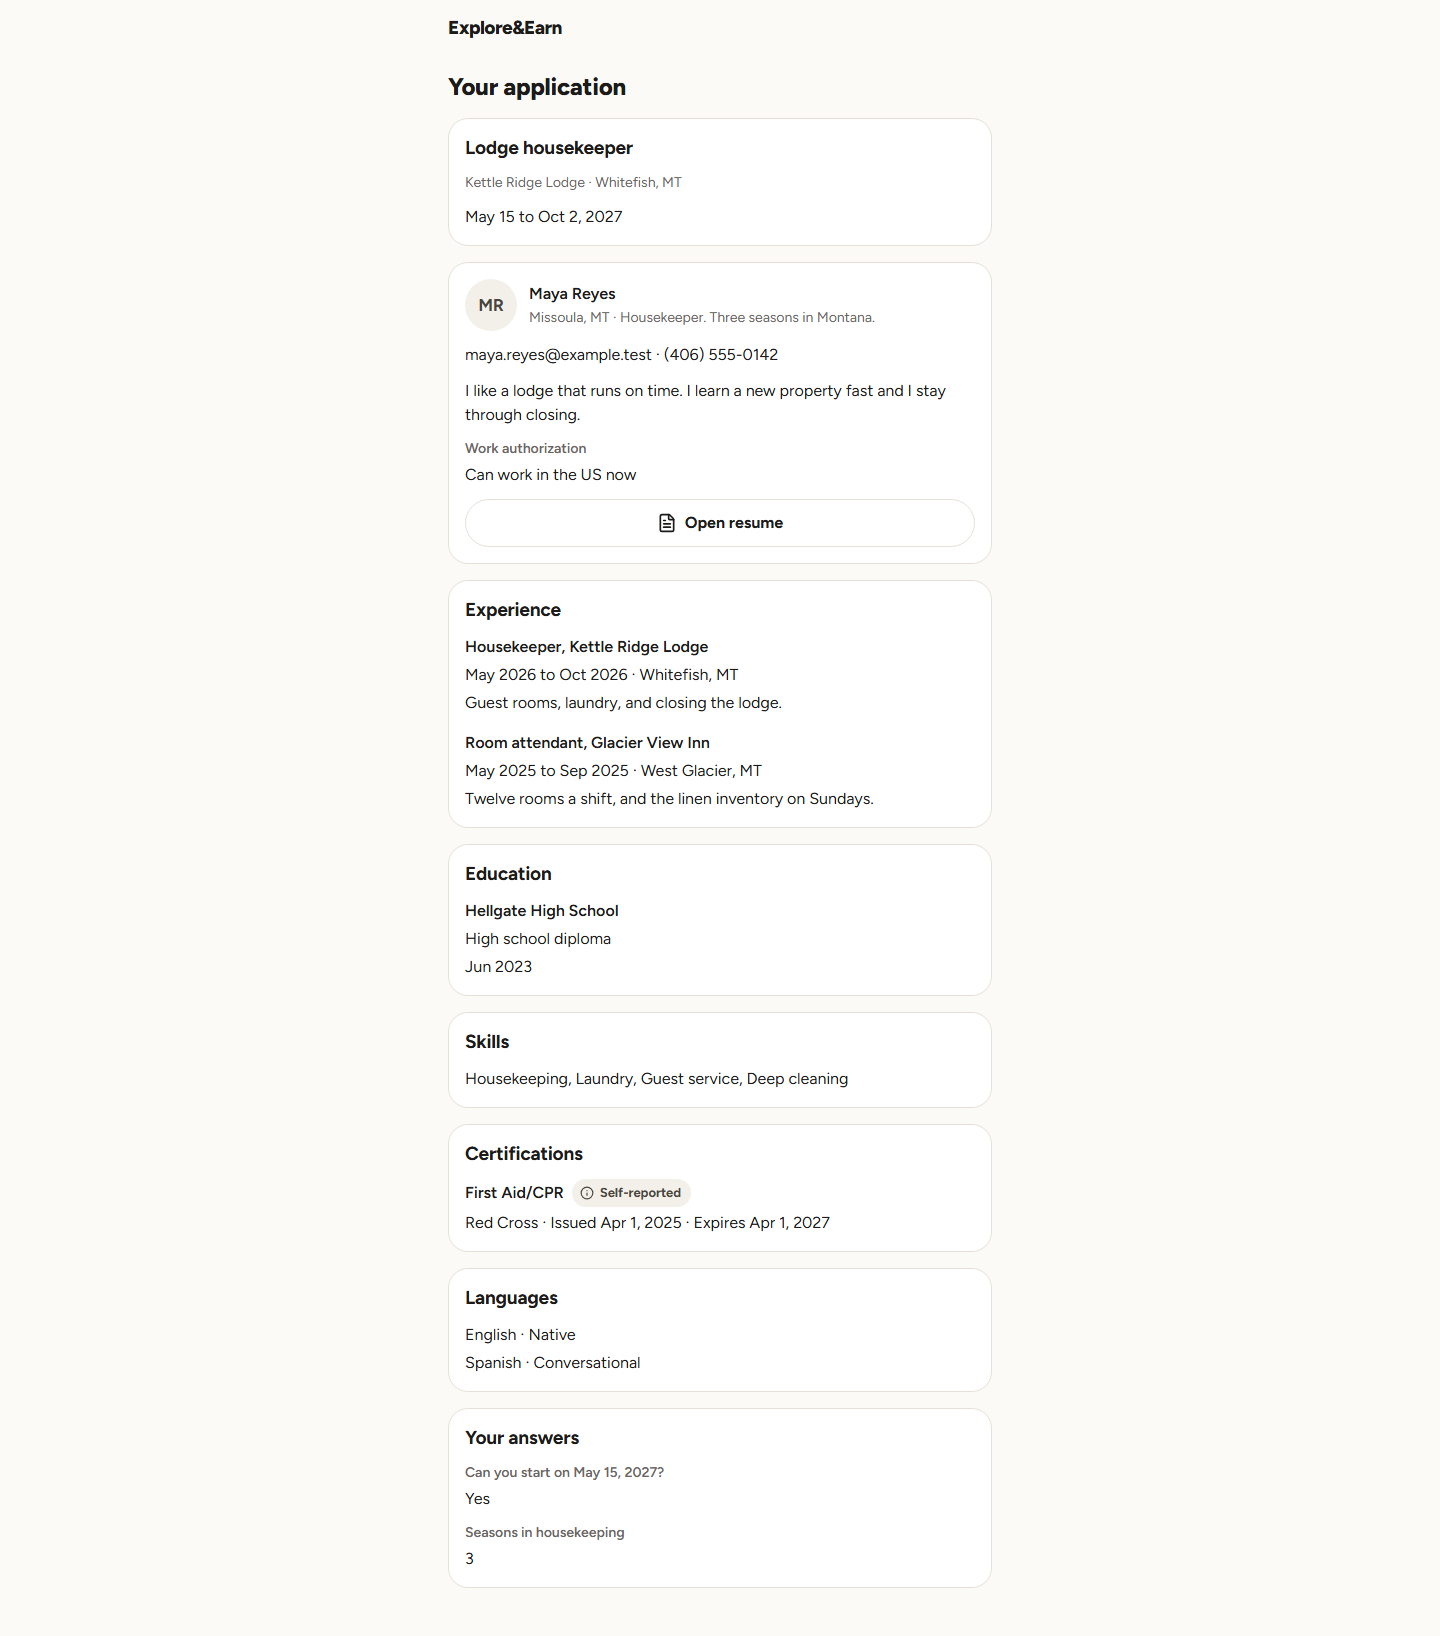 Explore&Earn
Your application
Lodge housekeeper
Kettle Ridge Lodge · Whitefish, MT
May 15 to Oct 2, 2027
MR
Maya Reyes
Missoula, MT · Housekeeper. Three seasons in Montana.
maya.reyes@example.test · (406) 555-0142
I like a lodge that runs on time. I learn a new property fast and I stay
through closing.
Work authorization
Can work in the US now
Open resume
Experience
Housekeeper, Kettle Ridge Lodge
May 2026 to Oct 2026 · Whitefish, MT
Guest rooms, laundry, and closing the lodge.
Room attendant, Glacier View Inn
May 2025 to Sep 2025 · West Glacier, MT
Twelve rooms a shift, and the linen inventory on Sundays.
Education
Hellgate High School
High school diploma
Jun 2023
Skills
Housekeeping, Laundry, Guest service, Deep cleaning
Certifications
First Aid/CPR Self-reported
Red Cross · Issued Apr 1, 2025 · Expires Apr 1, 2027
Languages
English · Native
Spanish · Conversational
Your answers
Can you start on May 15, 2027?
Yes
Seasons in housekeeping
3